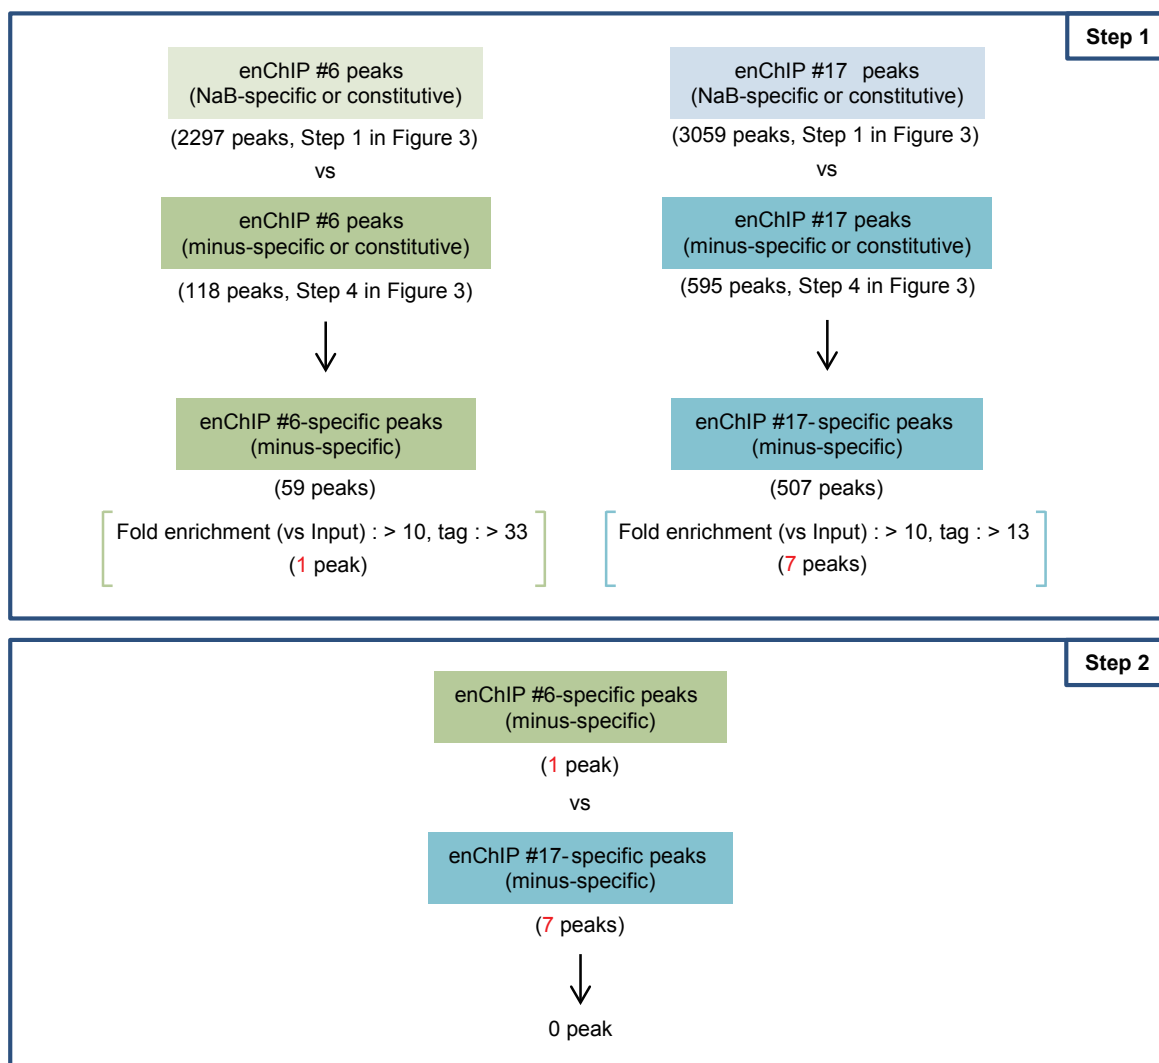 Step 1
enChIP #6 peaks
(NaB-specific or constitutive)
(2297 peaks, Step 1 in Figure 3)
vs
enChIP #6 peaks
(minus-specific or constitutive)
(118 peaks, Step 4 in Figure 3)
enChIP #6-specific peaks
(minus-specific)
(59 peaks)
Fold enrichment (vs Input) : > 10, tag : > 33
(1 peak)
enChIP #17 peaks
(NaB-specific or constitutive)
(3059 peaks, Step 1 in Figure 3)
vs
enChIP #17 peaks
(minus-specific or constitutive)
(595 peaks, Step 4 in Figure 3)
enChIP #17-specific peaks
(minus-specific)
(507 peaks)
Fold enrichment (vs Input) : > 10, tag : > 13
(7 peaks)
Step 2
enChIP #6-specific peaks
(minus-specific)
(1 peak)
vs
enChIP #17-specific peaks
(minus-specific)
(7 peaks)
0 peak